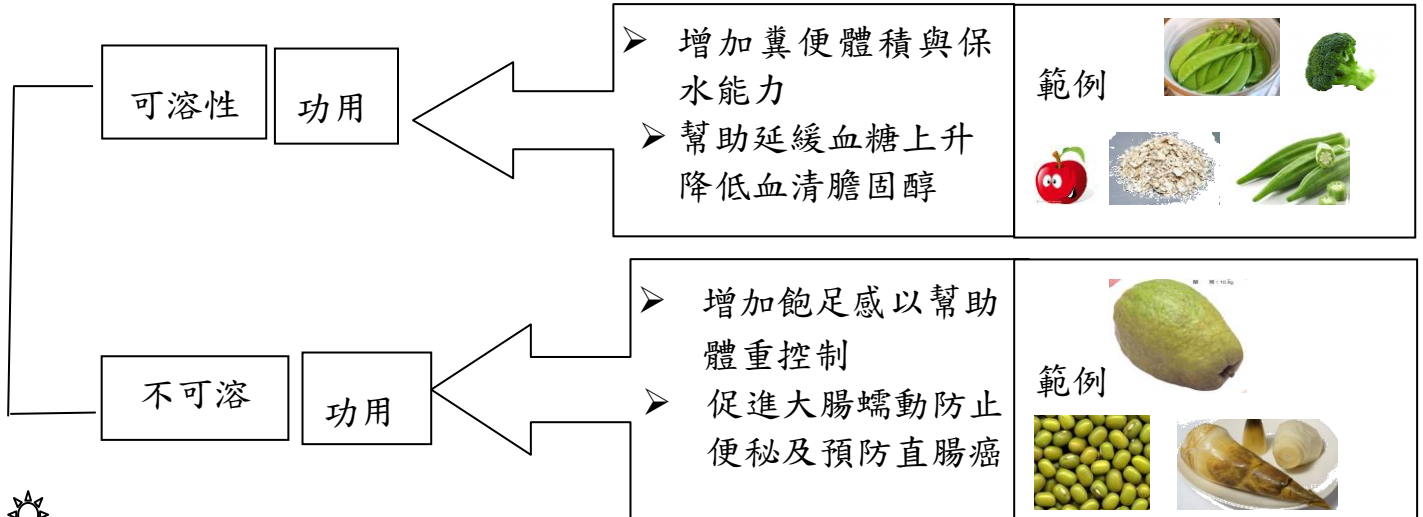 可溶性
功用
➢ 增加糞便體積與保
水能力
➢ 幫助延緩血糖上升
降低血清膽固醇
範例
不可溶
功用
➢ 增加飽足感以幫助
體重控制
➢ 促進大腸蠕動防止
便秘及預防直腸癌
範例